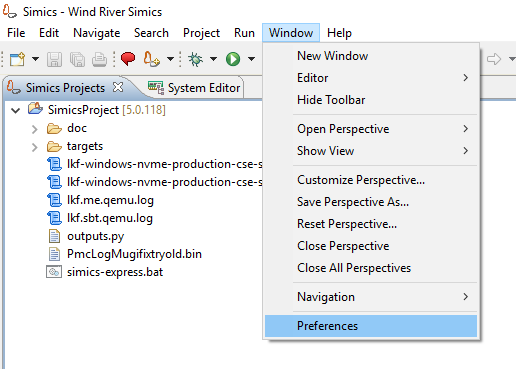 Simics - Wind River Simics
File Edit Navigate Search Project Run Window Help
Simics Projects
System Editor
SimicsProject [5.0.118]
doc
targets
lkf-windows-nvme-production-cse-s
lkf-windows-nvme-production-cse-s
lkf.me.qemu.log
lkf.sbt.qemu.log
outputs.py
PmcLogMugifixtryold.bin
simics-express.bat
New Window
Editor
Hide Toolbar
Open Perspective
Show View
Customize Perspective...
Save Perspective As...
Reset Perspective...
Close Perspective
Close All Perspectives
Navigation
Preferences